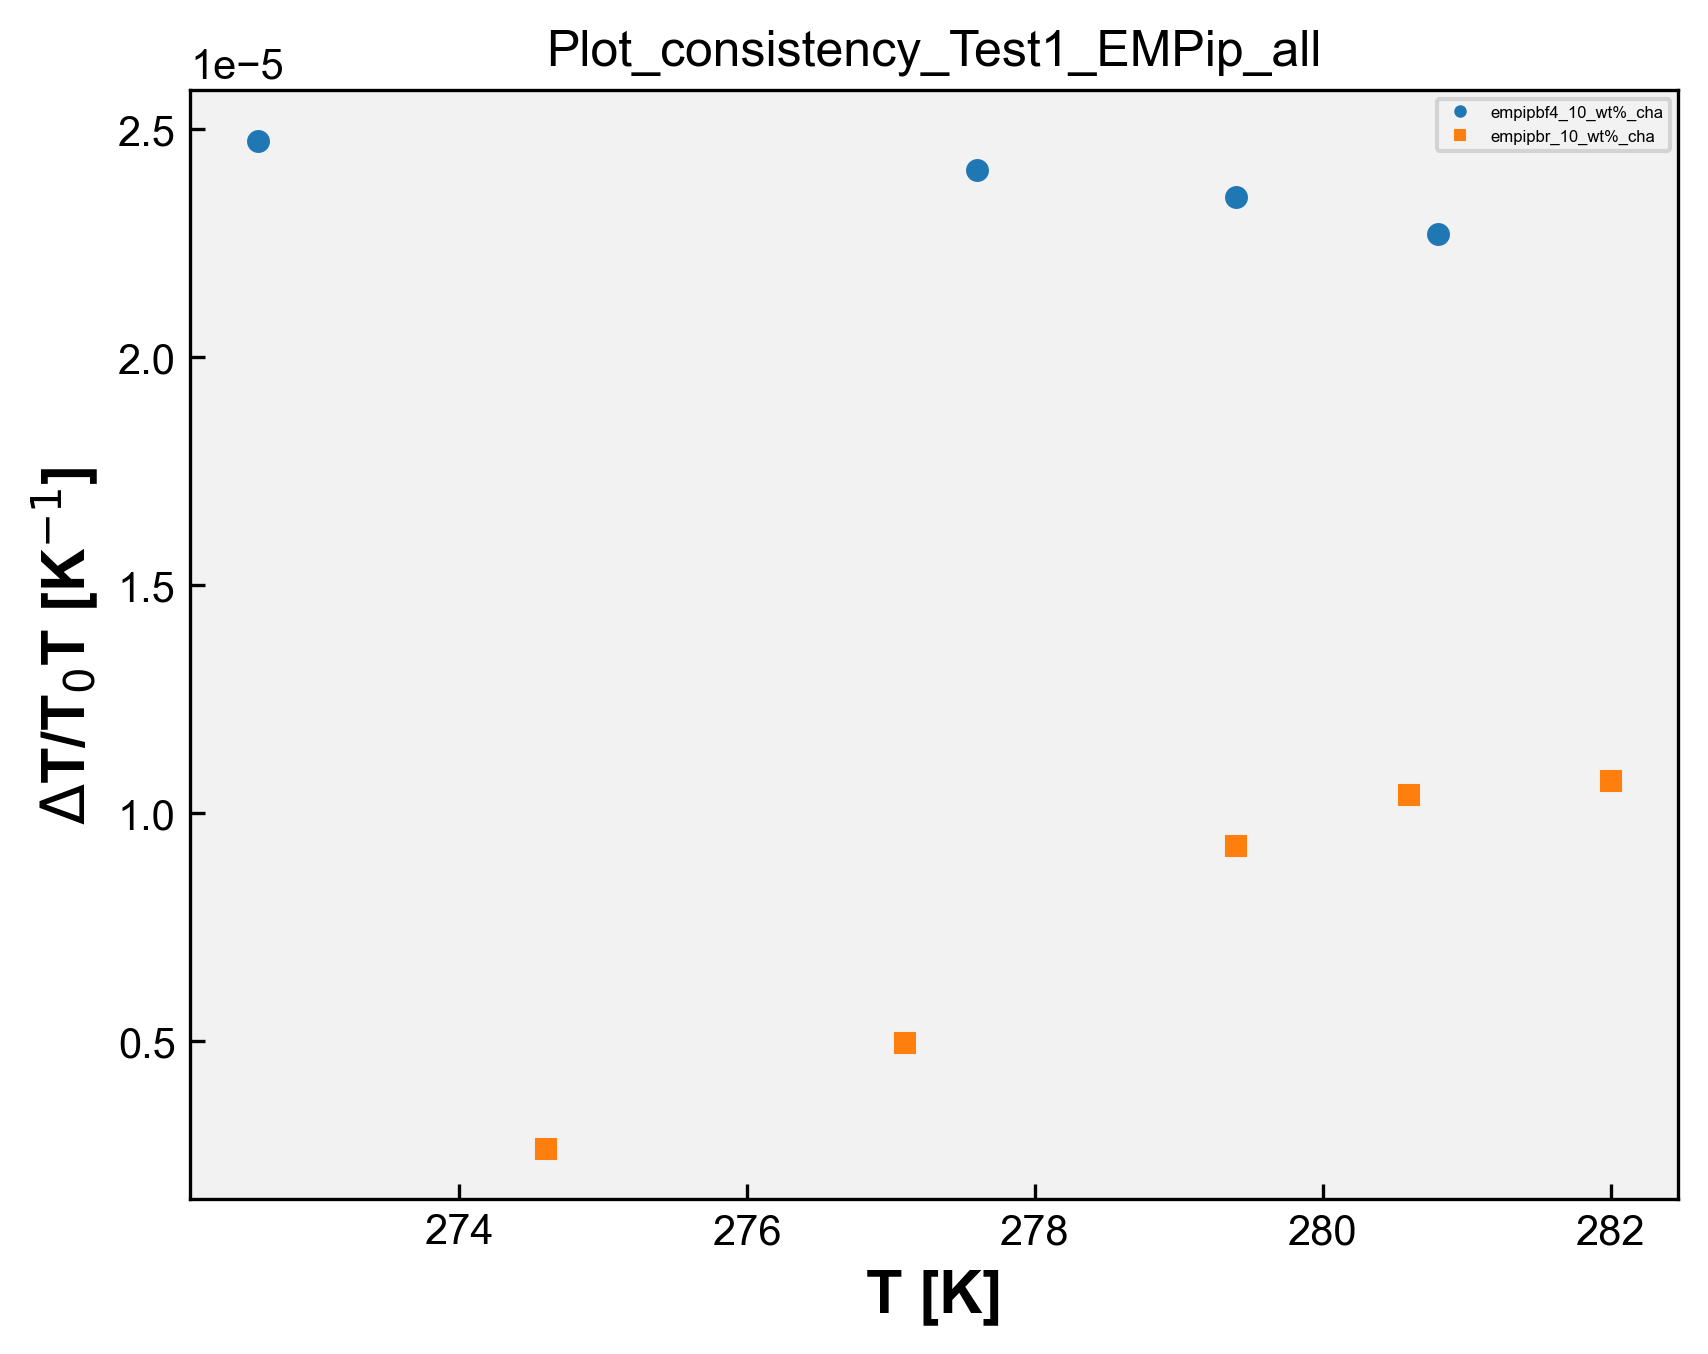 Plot_consistency_Test1_EMPip_all
1e−5
2.5
2.0
1.5
1.0
0.5
ΔT/T₀T [K⁻¹]
empipbf4_10_wt%_cha
empipbr_10_wt%_cha
274 276 278 280 282
T [K]